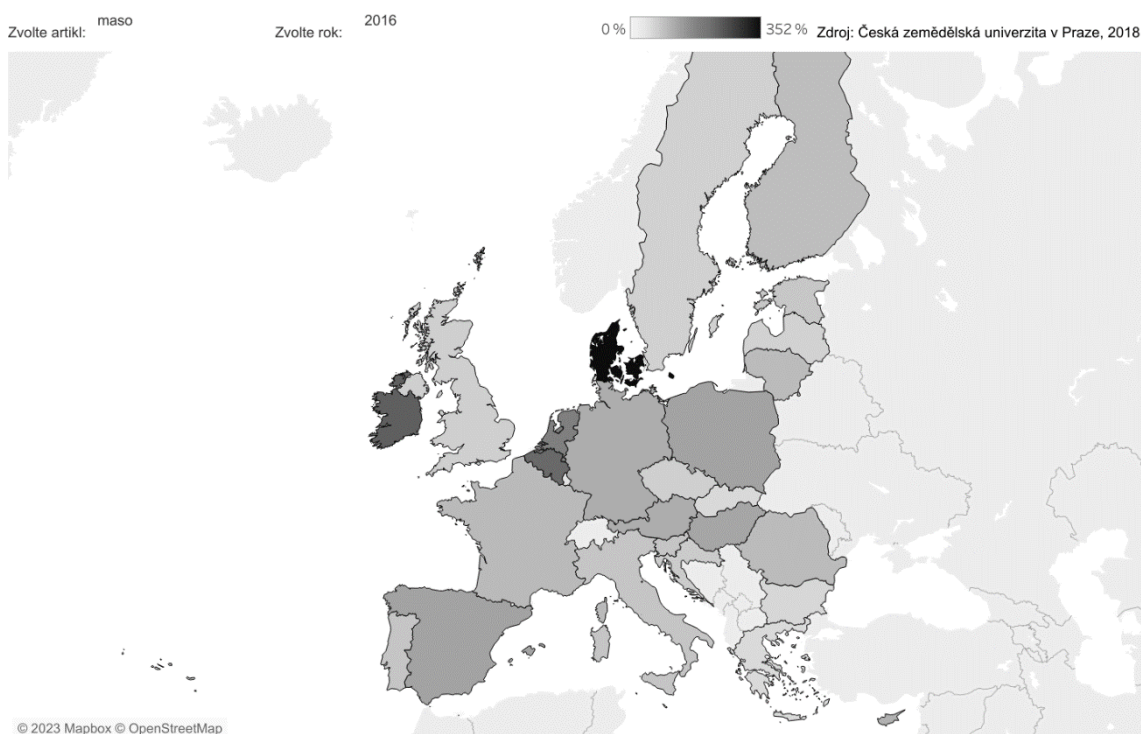 Zvolte artikl: maso Zvolte rok: 2016 0 % 352 % Zdroj: Česká zemědělská univerzita v Praze, 2018
© 2023 Mapbox © OpenStreetMap